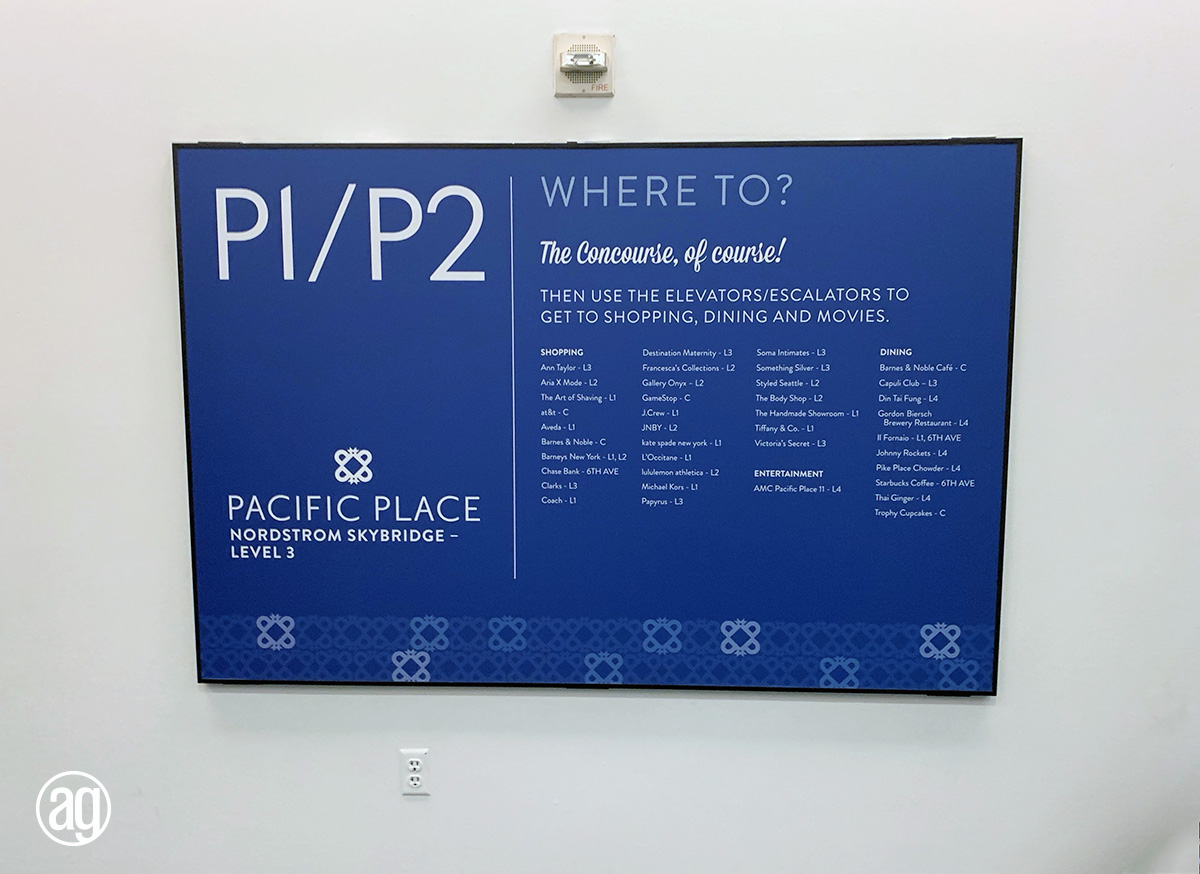 FIRE
P1/P2
PACIFIC PLACE
NORDSTROM SKYBRIDGE –
LEVEL 3
WHERE TO?
The Concourse, of course!
THEN USE THE ELEVATORS/ESCALATORS TO
GET TO SHOPPING, DINING AND MOVIES.
SHOPPING
Ann Taylor - L3
Aria X Mode - L2
The Art of Shaving - L1
at&t - C
Aveda - L1
Barnes & Noble - C
Barneys New York - L1, L2
Chase Bank - 6TH AVE
Clarks - L3
Coach - L1
Destination Maternity - L3
Francesca's Collections - L2
Gallery Onyx – L2
GameStop - C
J.Crew - L1
JNBY - L2
kate spade new york - L1
L'Occitane - L1
lululemon athletica - L2
Michael Kors - L1
Papyrus - L3
Soma Intimates - L3
Something Silver - L3
Styled Seattle - L2
The Body Shop - L2
The Handmade Showroom - L1
Tiffany & Co. - L1
Victoria's Secret - L3
ENTERTAINMENT
AMC Pacific Place 11 - L4
DINING
Barnes & Noble Café - C
Capuli Club – L3
Din Tai Fung - L4
Gordon Biersch
Brewery Restaurant - L4
Il Fornaio - L1, 6TH AVE
Johnny Rockets - L4
Pike Place Chowder - L4
Starbucks Coffee - 6TH AVE
Thai Ginger - L4
Trophy Cupcakes - C
ag